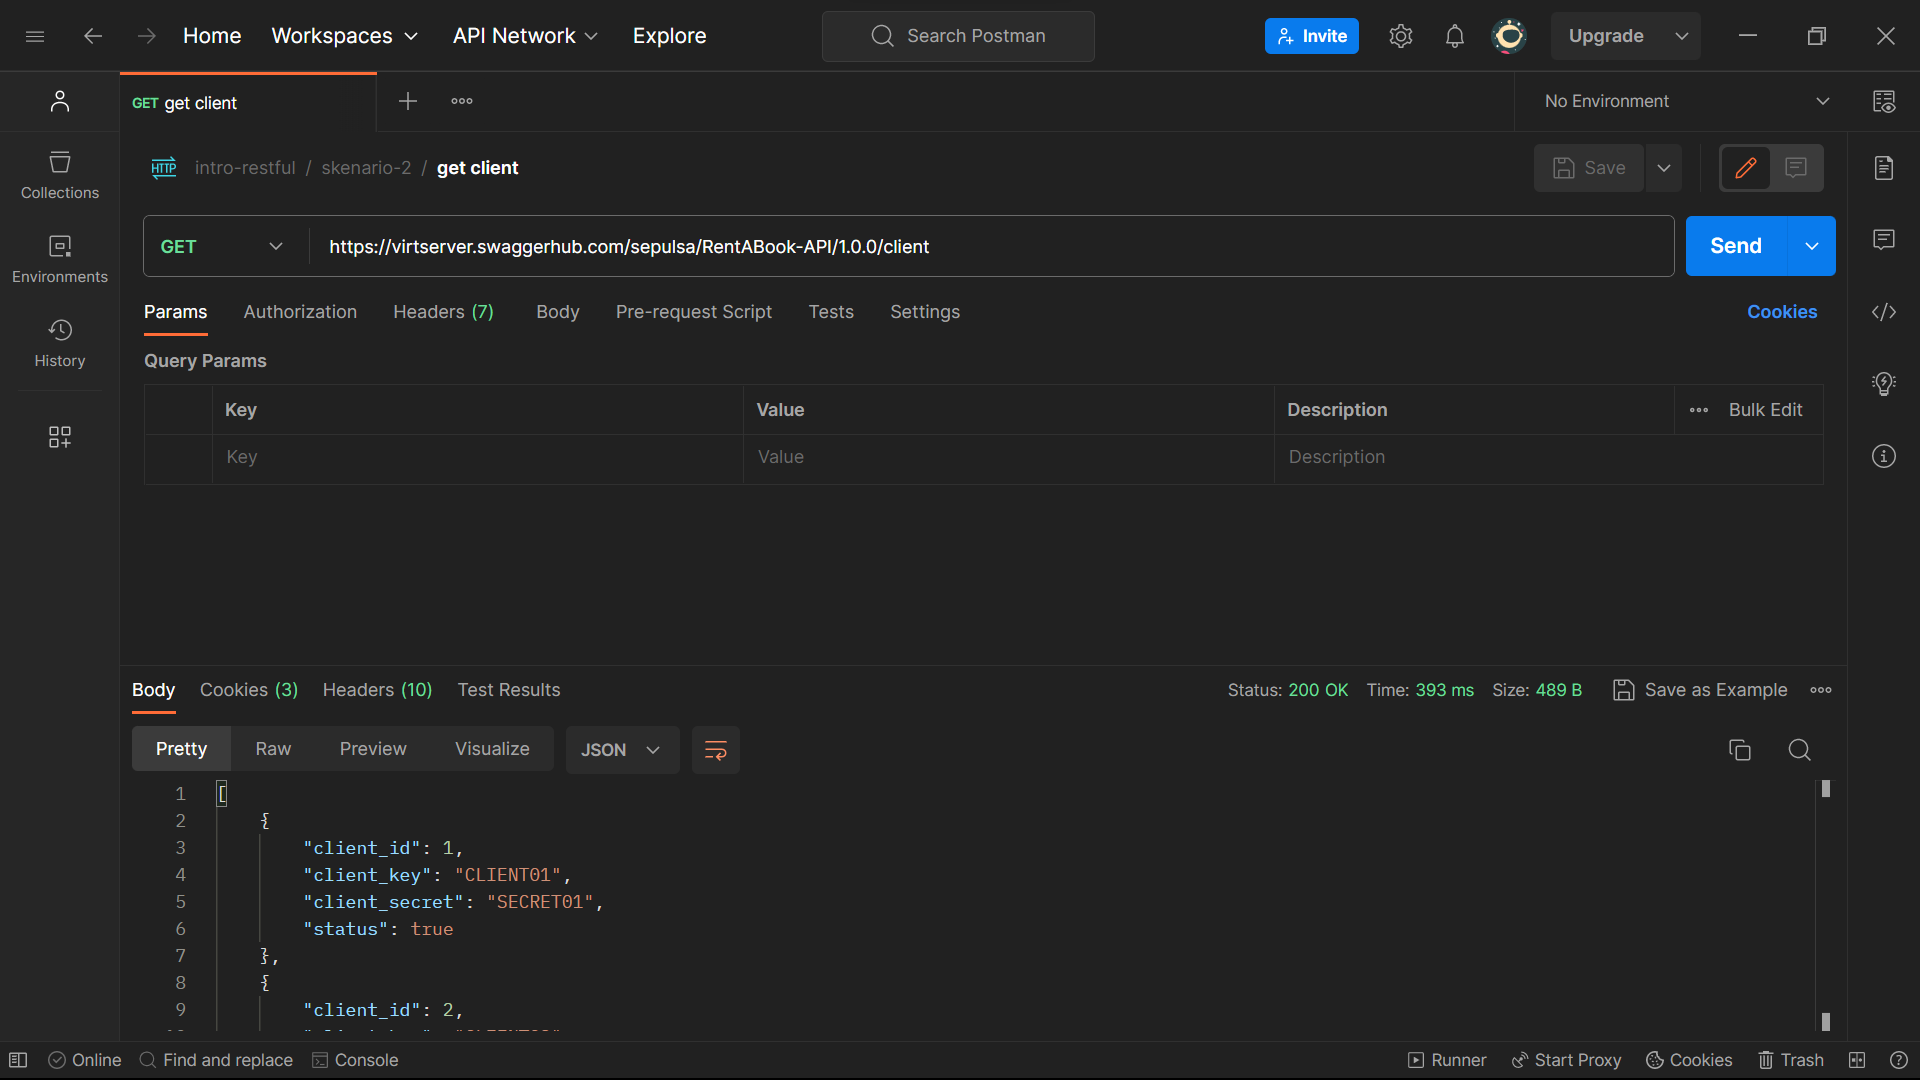 Home Workspaces API Network Explore Search Postman Invite Upgrade
GET get client No Environment
HTTP intro-restful / skenario-2 / get client Save
Collections
Environments
History
GET https://virtserver.swaggerhub.com/sepulsa/RentABook-API/1.0.0/client Send
Params Authorization Headers (7) Body Pre-request Script Tests Settings Cookies
Query Params
Key Value Description Bulk Edit
Key Value Description
Body Cookies (3) Headers (10) Test Results Status: 200 OK Time: 393 ms Size: 489 B Save as Example
Pretty Raw Preview Visualize JSON
1 [
2 {
3 "client_id": 1,
4 "client_key": "CLIENT01",
5 "client_secret": "SECRET01",
6 "status": true
7 },
8 {
9 "client_id": 2,
Online Find and replace Console Runner Start Proxy Cookies Trash